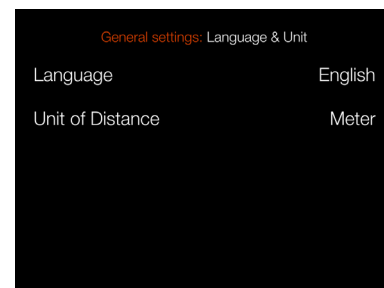 General settings: Language & Unit
Language English
Unit of Distance Meter